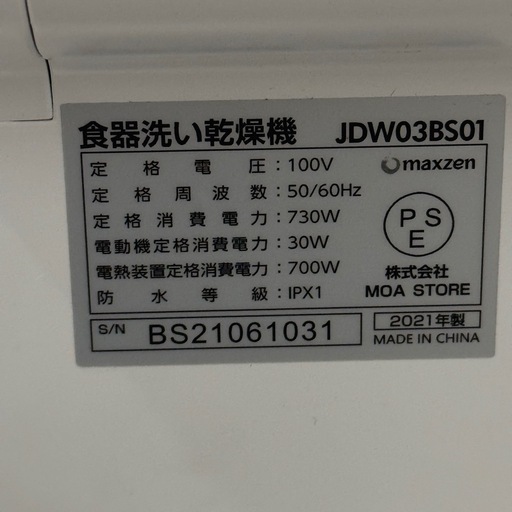 食器洗い乾燥機 JDW03BS01
定格電圧：100V
maxzen
定格周波数：50/60Hz
定格消費電力：730W
PSE
電動機定格消費電力：30W
電熱装置定格消費電力：700W
株式会社
MOA STORE
防水等級：IPX1
S/N BS21061031
2021年製
MADE IN CHINA